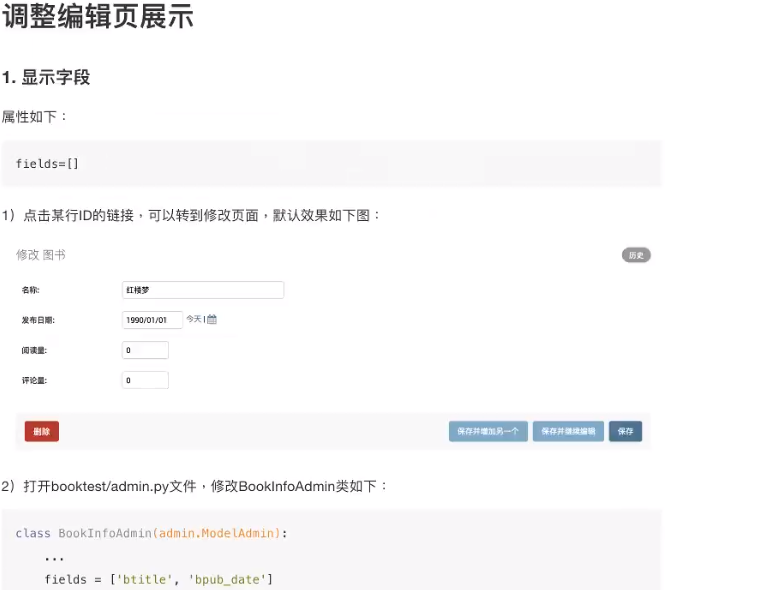 调整编辑页展示
1. 显示字段
属性如下：
fields=[]
1）点击某行ID的链接，可以转到修改页面，默认效果如下图：
修改 图书 历史
名称: 红楼梦
发布日期: 1990/01/01 今天 |
阅读量: 0
评论量: 0
删除 保存并增加另一个 保存并继续编辑 保存
2）打开booktest/admin.py文件，修改BookInfoAdmin类如下：
class BookInfoAdmin(admin.ModelAdmin):
...
fields = ['btitle', 'bpub_date']